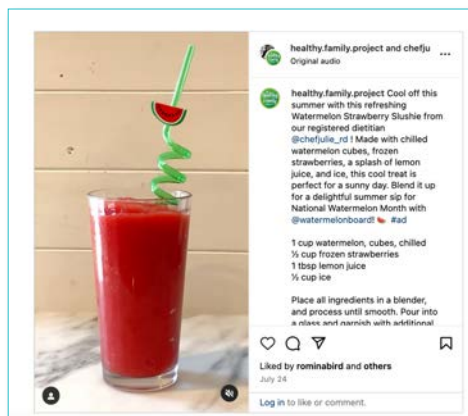 healthy.family.project and chefju
Original audio
...
healthy.family.project Cool off this
summer with this refreshing
Watermelon Strawberry Slushie from
our registered dietitian
@chefjulie_rd ! Made with chilled
watermelon cubes, frozen
strawberries, a splash of lemon
juice, and ice, this cool treat is
perfect for a sunny day. Blend it up
for a delightful summer sip for
National Watermelon Month with
@watermelonboard! 🍉 #ad
1 cup watermelon, cubes, chilled
½ cup frozen strawberries
1 tbsp lemon juice
½ cup ice
Place all ingredients in a blender,
and process until smooth. Pour into
a glass and garnish with additional
Liked by rominabird and others
July 24
Log in to like or comment.